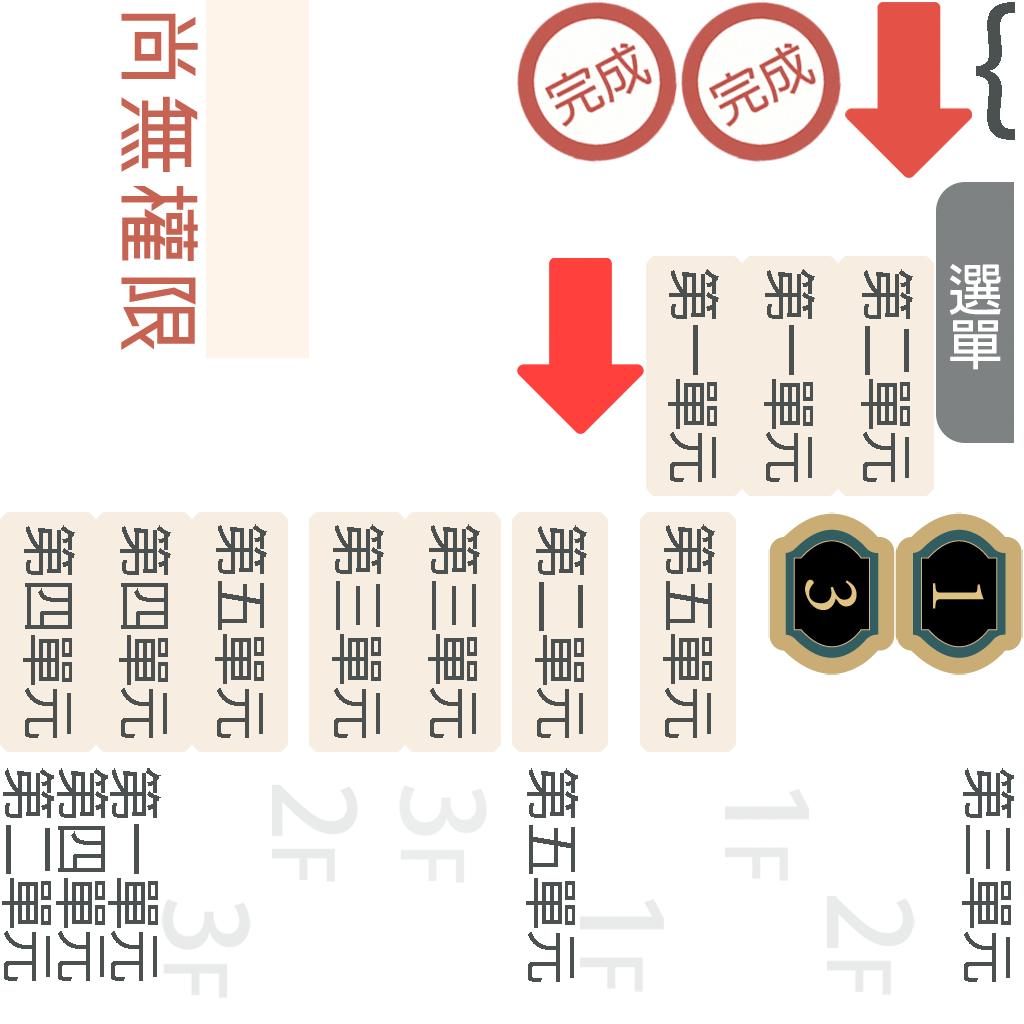 尚無權限
完成
完成
{
選單
第一單元
第一單元
第二單元
第四單元
第四單元
第五單元
第三單元
第三單元
第二單元
第五單元
3
1
第二單元
第四單元
第一單元
3F
2F
3F
第五單元
1F
1F
2F
第三單元